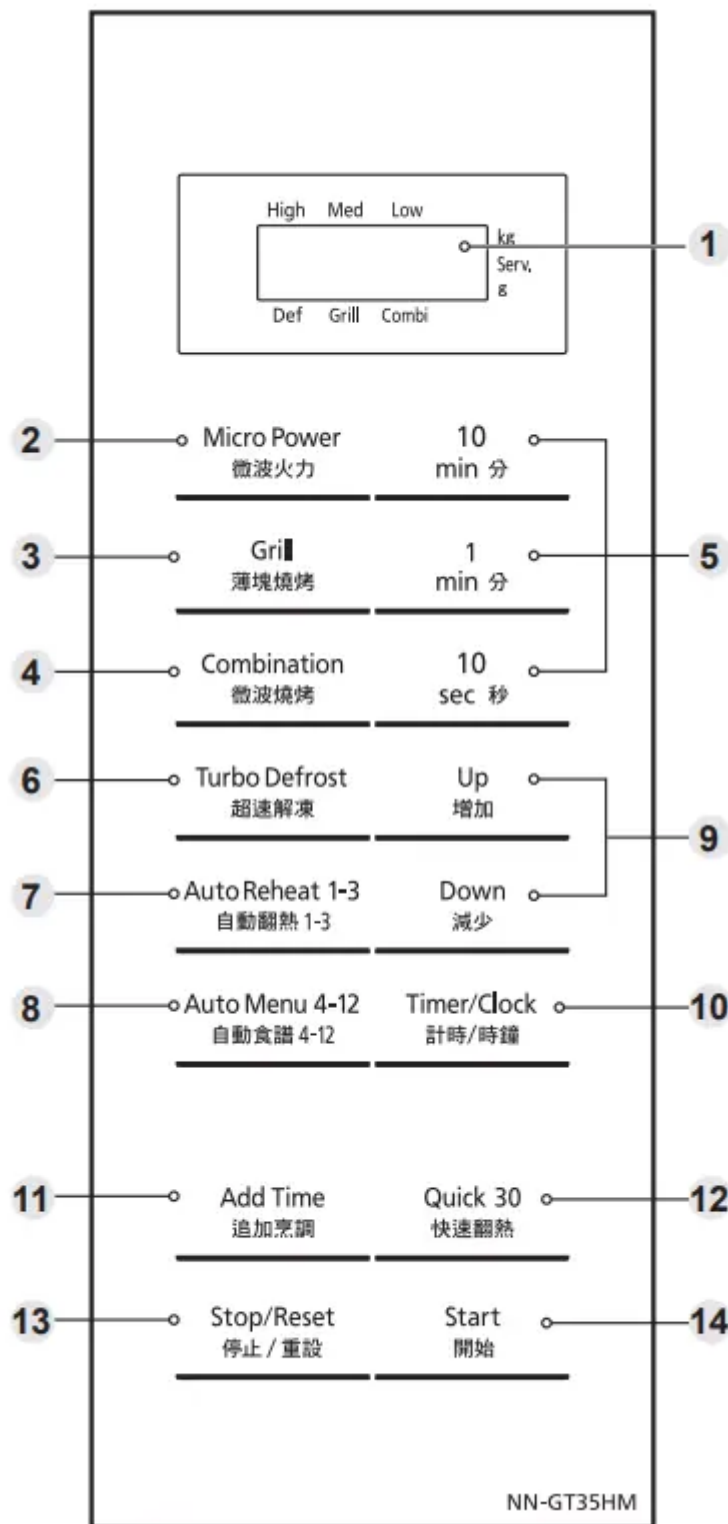 High Med Low
1
kg
Serv.
g
Def Grill Combi
2 Micro Power 10
微波火力 min 分
3 Grill 1 5
薄塊燒烤 min 分
4 Combination 10
微波燒烤 sec 秒
6 Turbo Defrost Up
超速解凍 增加
9
7 Auto Reheat 1-3 Down
自動翻熱 1-3 減少
8 Auto Menu 4-12 Timer/Clock 10
自動食譜 4-12 計時/時鐘
11 Add Time Quick 30 12
追加烹調 快速翻熱
13 Stop/Reset Start 14
停止 / 重設 開始
NN-GT35HM